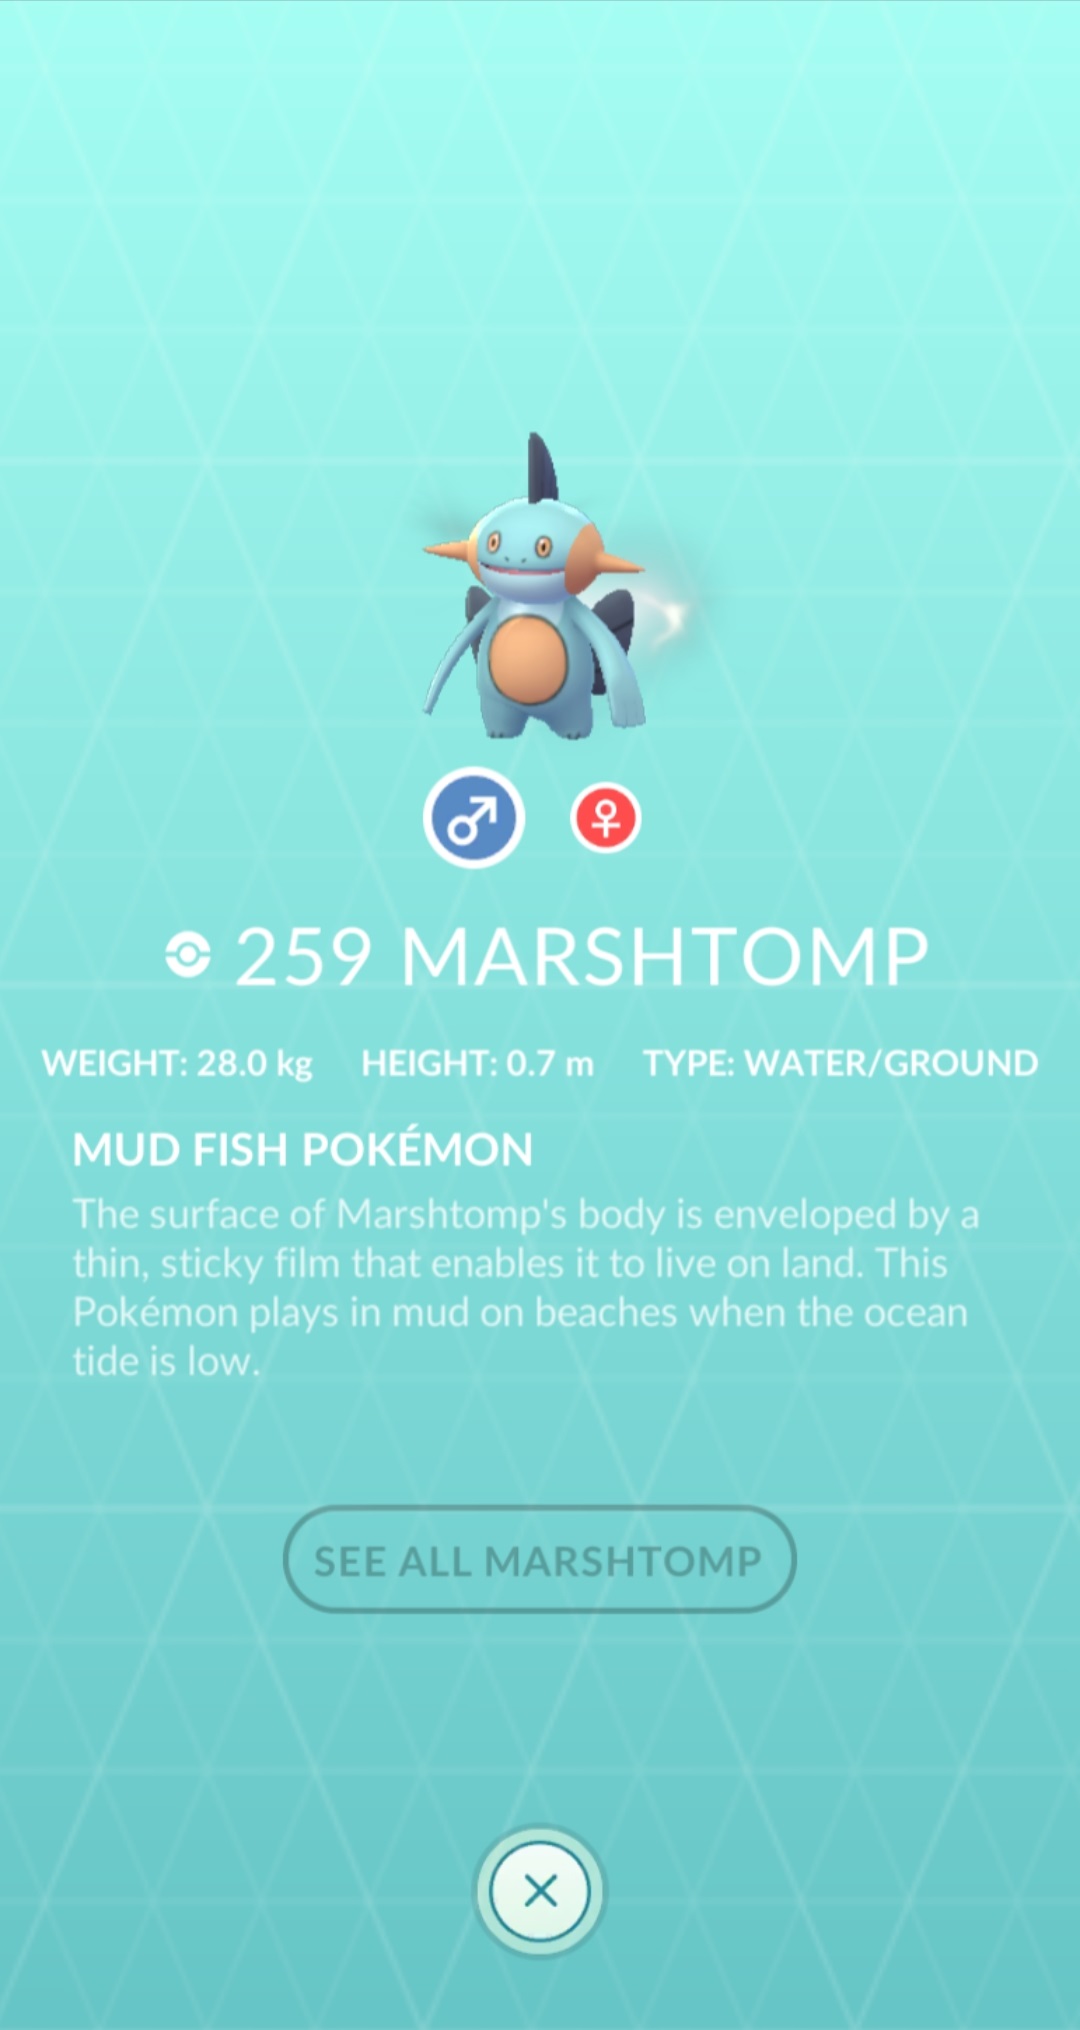 259 MARSHTOMP
WEIGHT: 28.0 kg HEIGHT: 0.7 m TYPE: WATER/GROUND
MUD FISH POKÉMON
The surface of Marshtomp's body is enveloped by a
thin, sticky film that enables it to live on land. This
Pokémon plays in mud on beaches when the ocean
tide is low.
SEE ALL MARSHTOMP